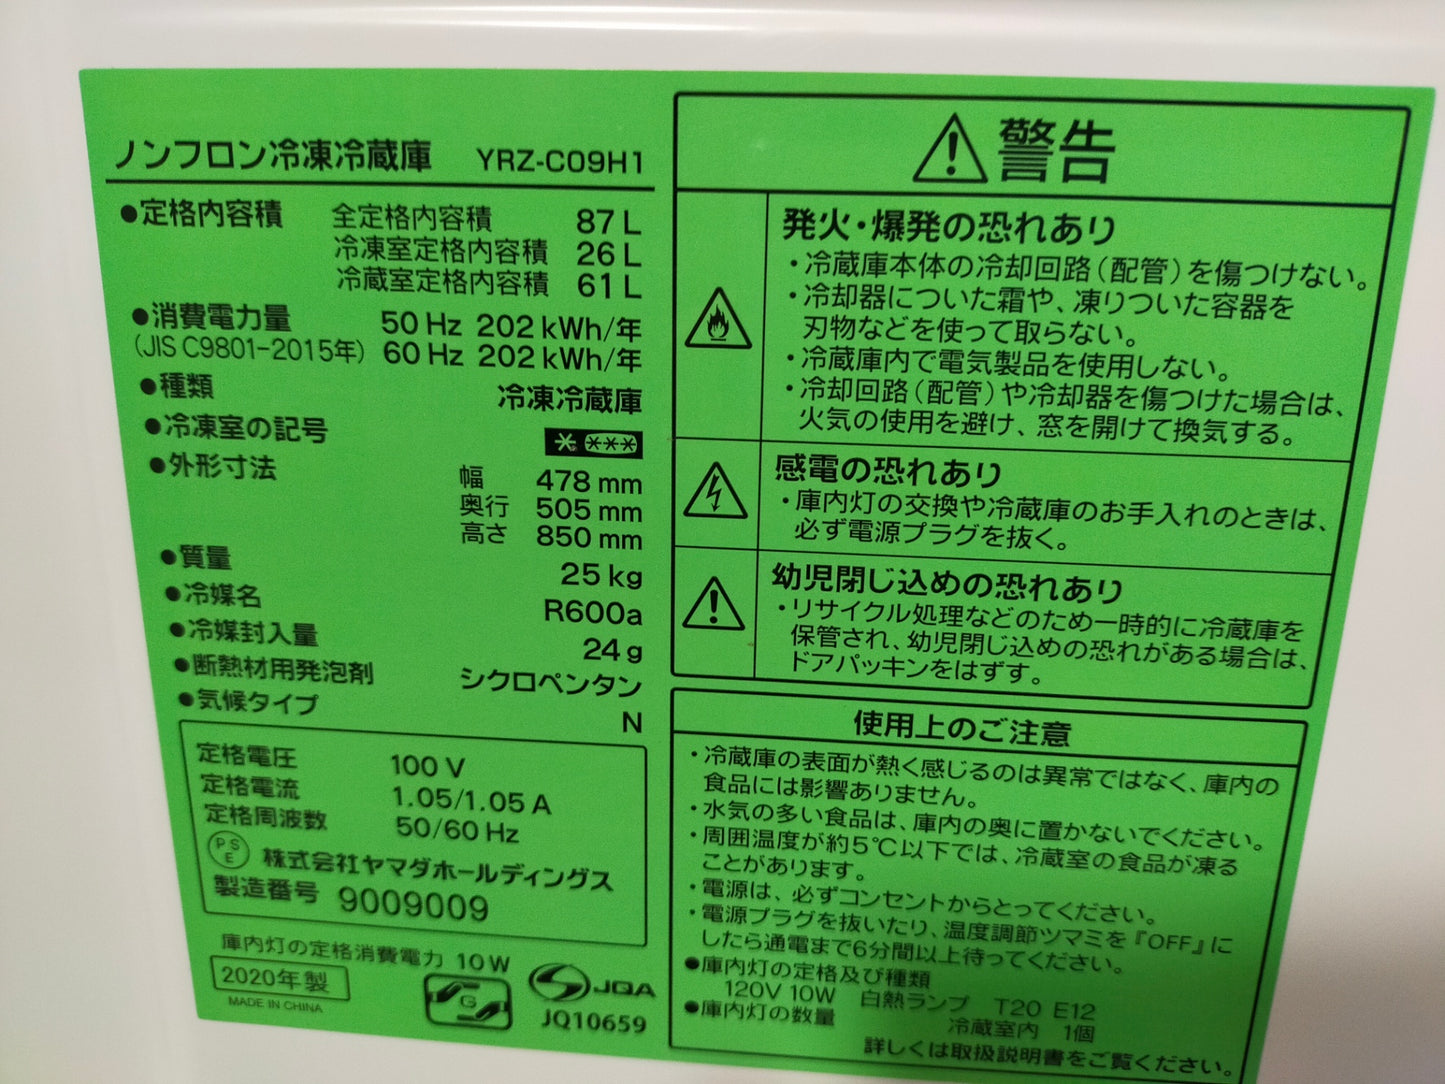 ノンフロン冷凍冷蔵庫 YRZ-C09H1
●定格内容積 全定格内容積 87 L
冷凍室定格内容積 26 L
冷蔵室定格内容積 61 L
●消費電力量 50 Hz 202 kWh/年
(JIS C9801-2015年) 60 Hz 202 kWh/年
●種類 冷凍冷蔵庫
●冷凍室の記号
●外形寸法 幅 478 mm
奥行 505 mm
高さ 850 mm
●質量 25 kg
●冷媒名 R600a
●冷媒封入量 24 g
●断熱材用発泡剤 シクロペンタン
●気候タイプ N
定格電圧 100 V
定格電流 1.05/1.05 A
定格周波数 50/60 Hz
PSE 株式会社ヤマダホールディングス
製造番号 9009009
庫内灯の定格消費電力 10W
2020年製
MADE IN CHINA
G
JQA
JQ10659
警告
発火・爆発の恐れあり
・冷蔵庫本体の冷却回路（配管）を傷つけない。
・冷却器についた霜や、凍りついた容器を
刃物などを使って取らない。
・冷蔵庫内で電気製品を使用しない。
・冷却回路（配管）や冷却器を傷つけた場合は、
火気の使用を避け、窓を開けて換気する。
感電の恐れあり
・庫内灯の交換や冷蔵庫のお手入れのときは、
必ず電源プラグを抜く。
幼児閉じ込めの恐れあり
・リサイクル処理などのため一時的に冷蔵庫を
保管され、幼児閉じ込めの恐れがある場合は、
ドアパッキンをはずす。
使用上のご注意
・冷蔵庫の表面が熱く感じるのは異常ではなく、庫内の
食品には影響ありません。
・水気の多い食品は、庫内の奥に置かないでください。
・周囲温度が約5℃以下では、冷蔵室の食品が凍る
ことがあります。
・電源は、必ずコンセントからとってください。
・電源プラグを抜いたり、温度調節ツマミを『OFF』に
したら通電まで6分間以上待ってください。
●庫内灯の定格及び種類
120V 10W 白熱ランプ T20 E12
●庫内灯の数量 冷蔵室内 1個
詳しくは取扱説明書をご覧ください。